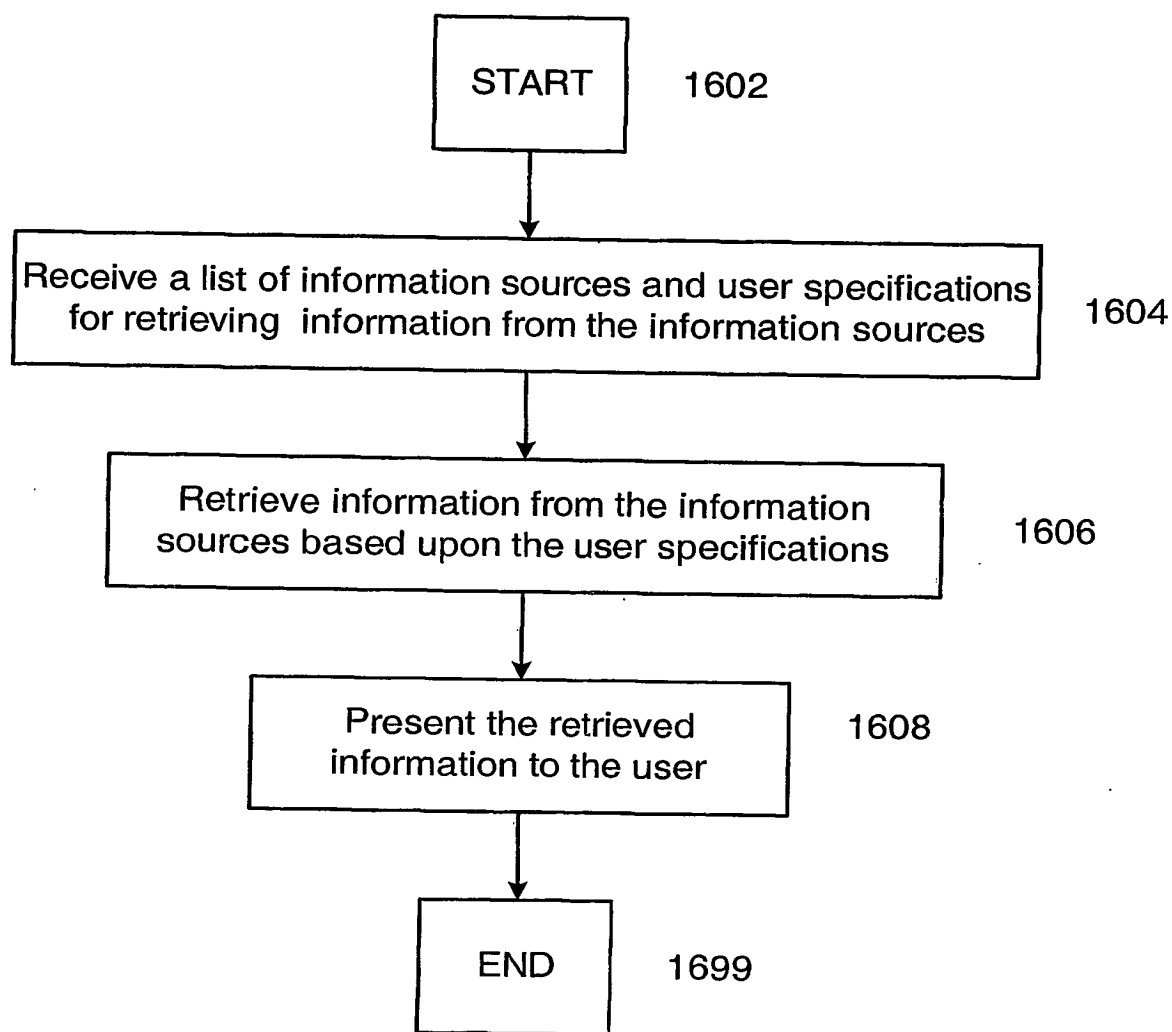 START 1602
Receive a list of information sources and user specifications
for retrieving information from the information sources
1604
Retrieve information from the information
sources based upon the user specifications
1606
Present the retrieved
information to the user
1608
END 1699